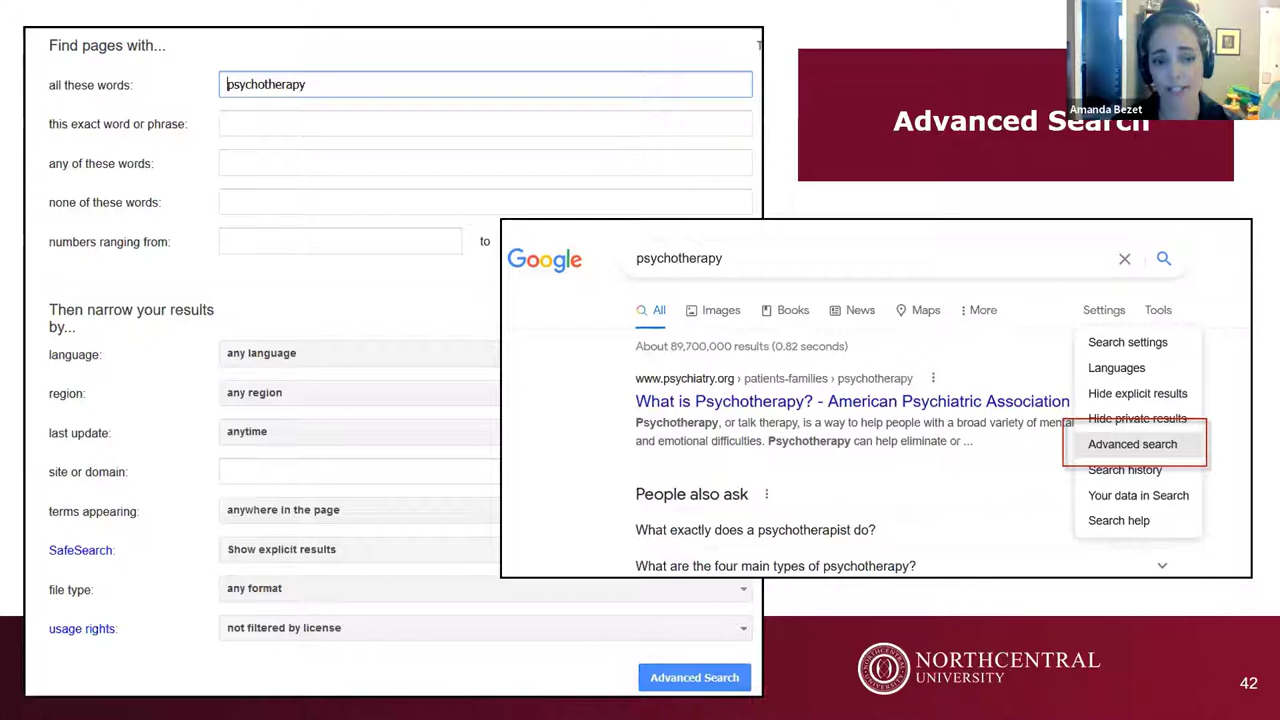 Find pages with...
T
all these words:
psychotherapy
this exact word or phrase:
any of these words:
none of these words:
numbers ranging from:
to
Then narrow your results
by...
language:
any language
region:
any region
last update:
anytime
site or domain:
terms appearing:
anywhere in the page
SafeSearch:
Show explicit results
file type:
any format
usage rights:
not filtered by license
Advanced Search
Amanda Bezet
Advanced Search
Google
psychotherapy
All Images Books News Maps More Settings Tools
About 89,700,000 results (0.82 seconds)
www.psychiatry.org › patients-families › psychotherapy
What is Psychotherapy? - American Psychiatric Association
Psychotherapy, or talk therapy, is a way to help people with a broad variety of mental
and emotional difficulties. Psychotherapy can help eliminate or ...
People also ask
What exactly does a psychotherapist do?
What are the four main types of psychotherapy?
Search settings
Languages
Hide explicit results
Hide private results
Advanced search
Search history
Your data in Search
Search help
NORTHCENTRAL
UNIVERSITY
42